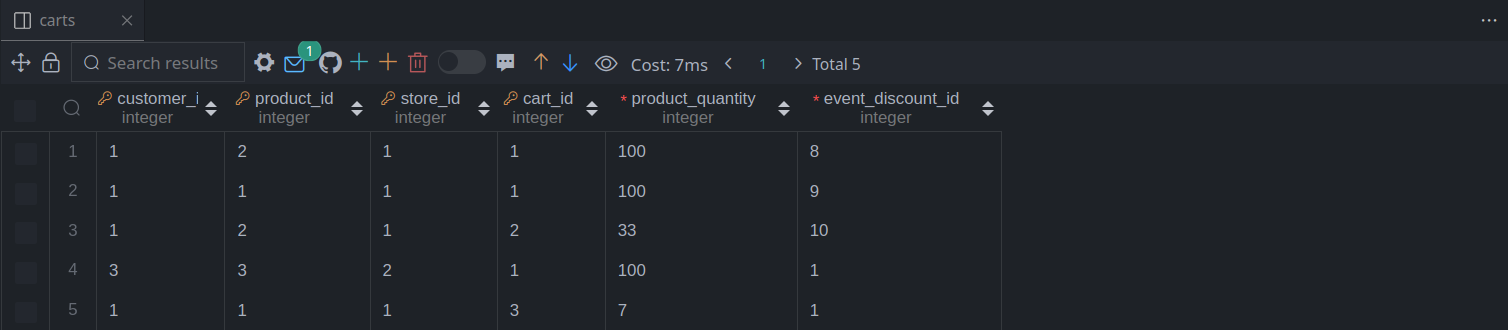 carts
Search results 1 Cost: 7ms 1 Total 5
customer_i product_id store_id cart_id * product_quantity * event_discount_id
integer integer integer integer integer integer
1 1 2 1 1 100 8
2 1 1 1 1 100 9
3 1 2 1 2 33 10
4 3 3 2 1 100 1
5 1 1 1 3 7 1